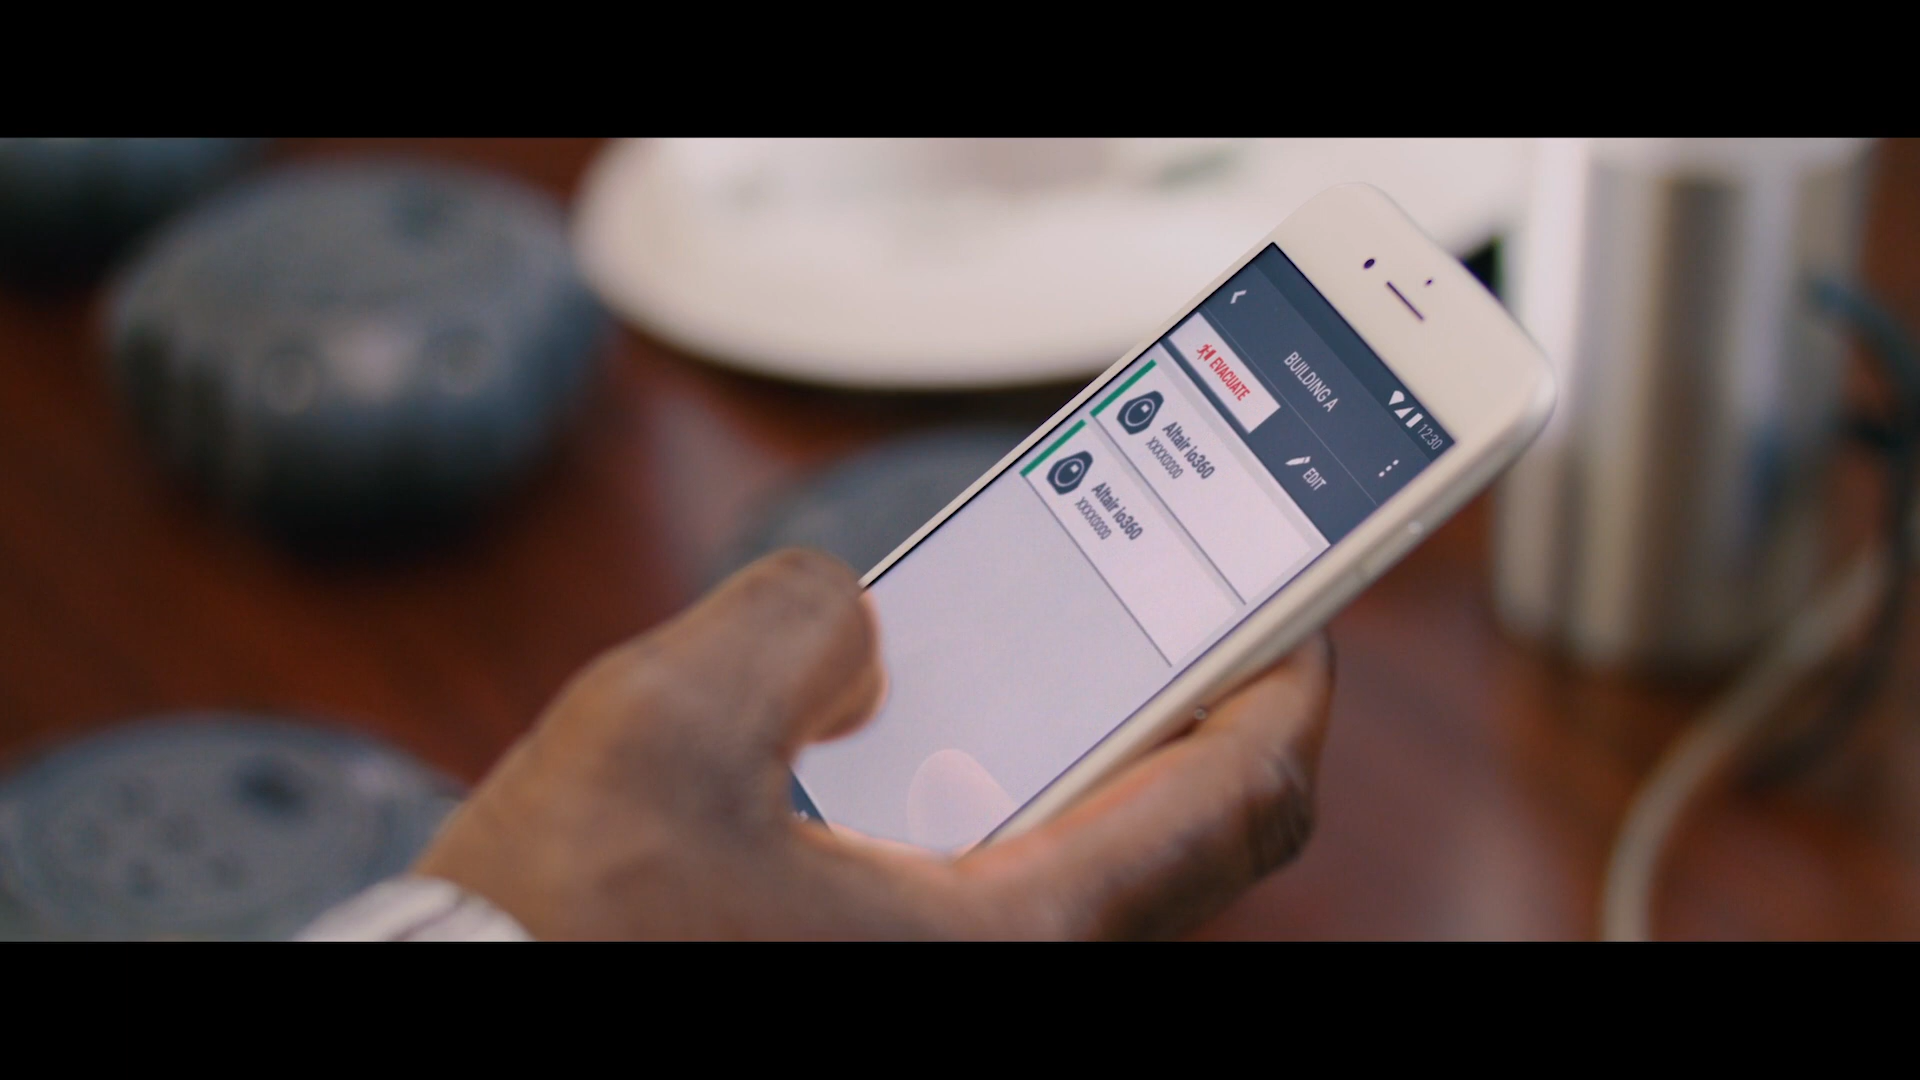 12:30
BUILDING A
EVACUATE
EDIT
Altair io360
XXXX0000
Altair io360
XXXX0000